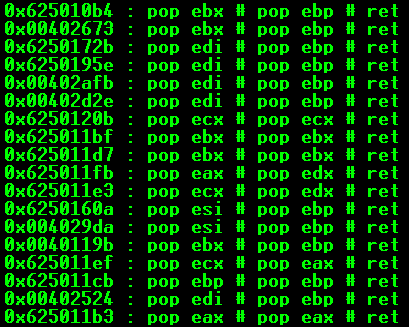 0x625010b4 : pop ebx # pop ebp # ret
0x00402673 : pop ebx # pop ebp # ret
0x6250172b : pop edi # pop ebp # ret
0x6250195e : pop edi # pop ebp # ret
0x00402afb : pop edi # pop ebp # ret
0x00402d2e : pop edi # pop ebp # ret
0x6250120b : pop ecx # pop ecx # ret
0x625011bf : pop ebx # pop ebx # ret
0x625011d7 : pop ebx # pop ebx # ret
0x625011fb : pop eax # pop edx # ret
0x625011e3 : pop ecx # pop edx # ret
0x6250160a : pop esi # pop ebp # ret
0x004029da : pop esi # pop ebp # ret
0x0040119b : pop ebx # pop ebp # ret
0x625011ef : pop ecx # pop eax # ret
0x625011cb : pop ebp # pop ebp # ret
0x00402524 : pop edi # pop ebp # ret
0x625011b3 : pop eax # pop eax # ret